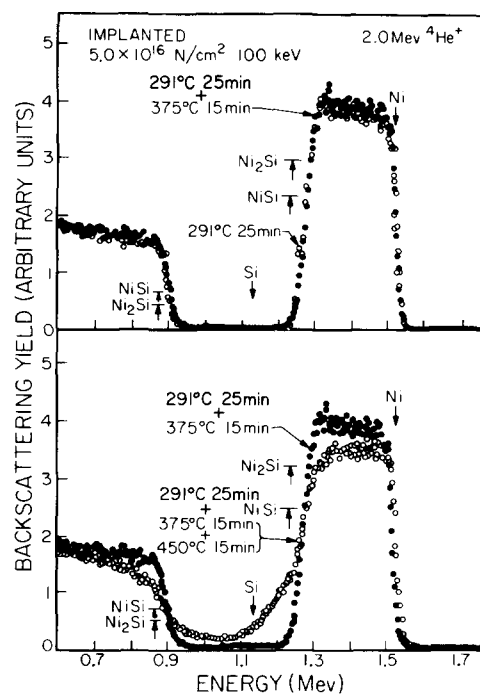 IMPLANTED
5.0×10¹⁶ N/cm² 100 keV
2.0Mev ⁴He⁺
5
291°C 25min
+
375°C 15min
Ni
4
Ni₂Si
3
NiSi
2
291°C 25min
Si
NiSi
1
Ni₂Si
0
BACKSCATTERING YIELD (ARBITRARY UNITS)
5
Ni
291°C 25min
+
375°C 15min
4
Ni₂Si
3
291°C 25min
NiSi
+
375°C 15min
2
+
450°C 15min
Si
NiSi
1
Ni₂Si
0
0.7 0.9 1.1 1.3 1.5 1.7
ENERGY (Mev)